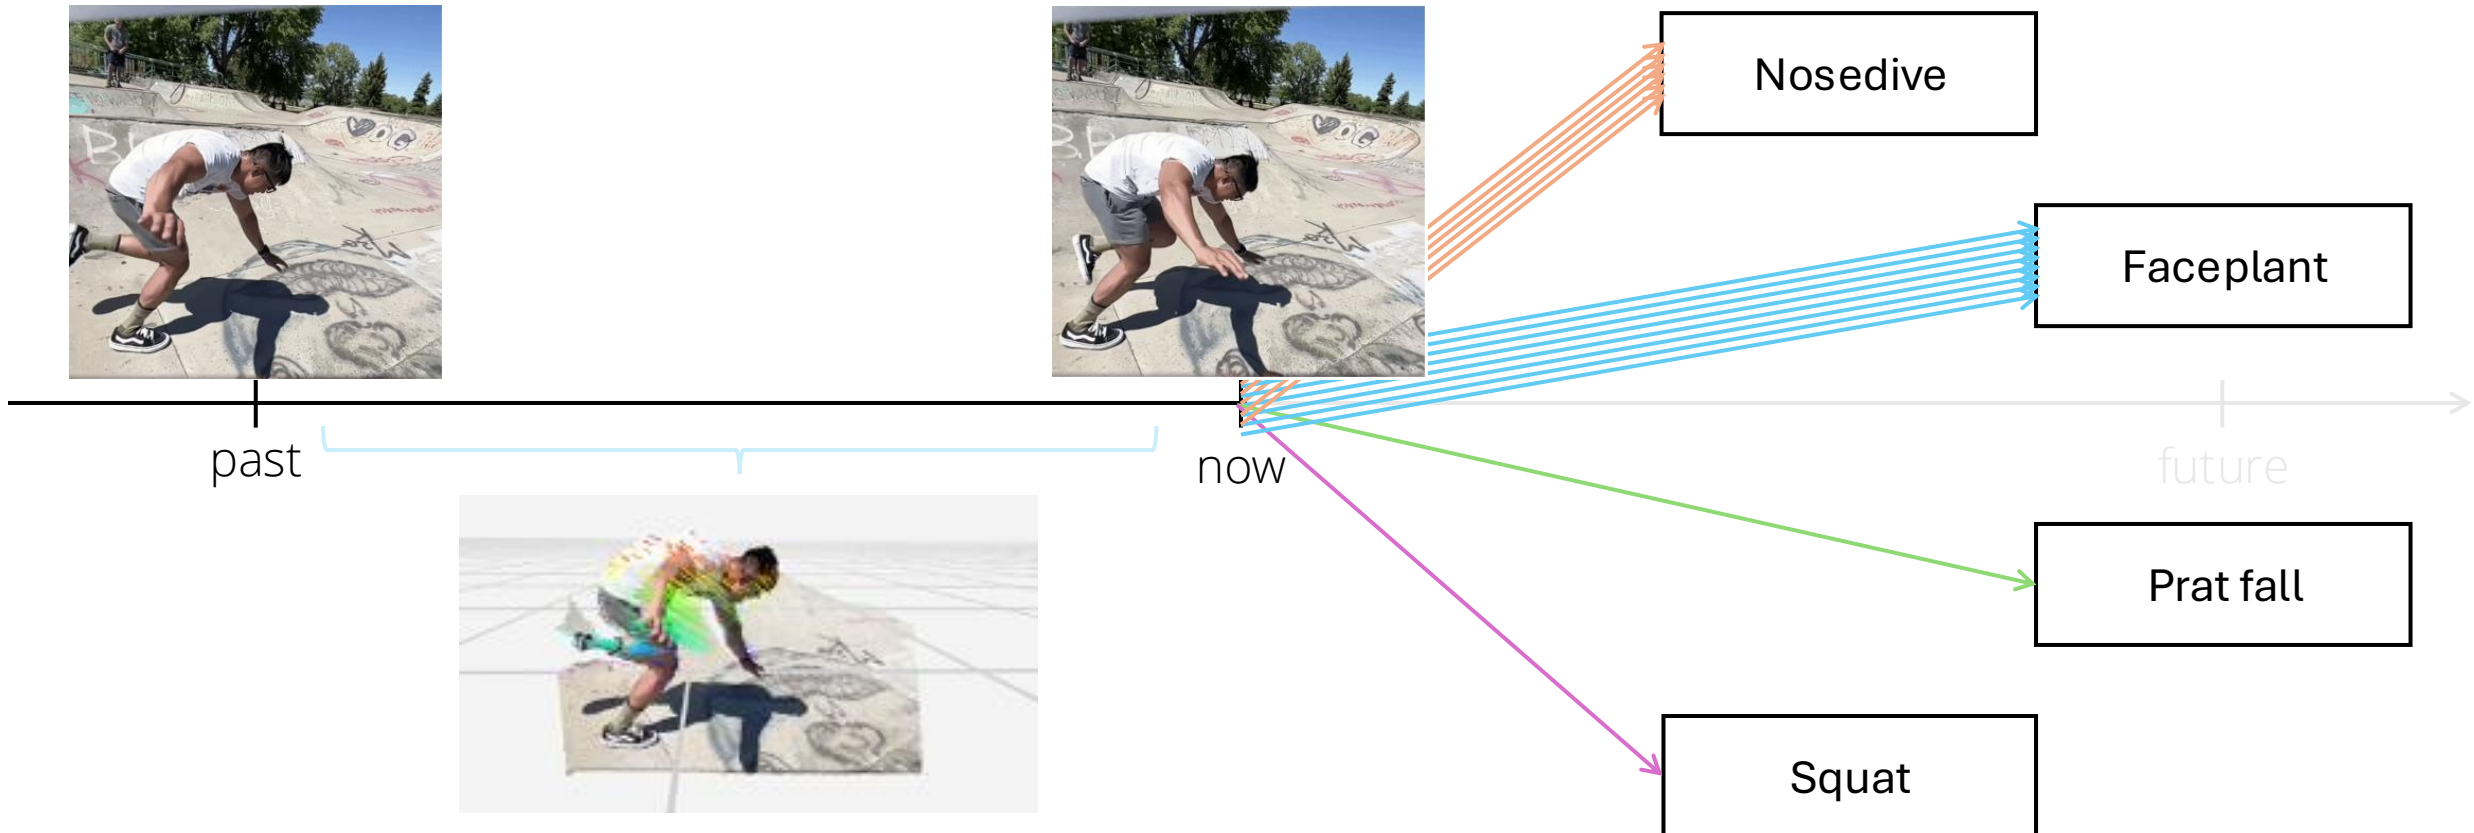 Nosedive
Faceplant
past
now
future
Prat fall
Squat